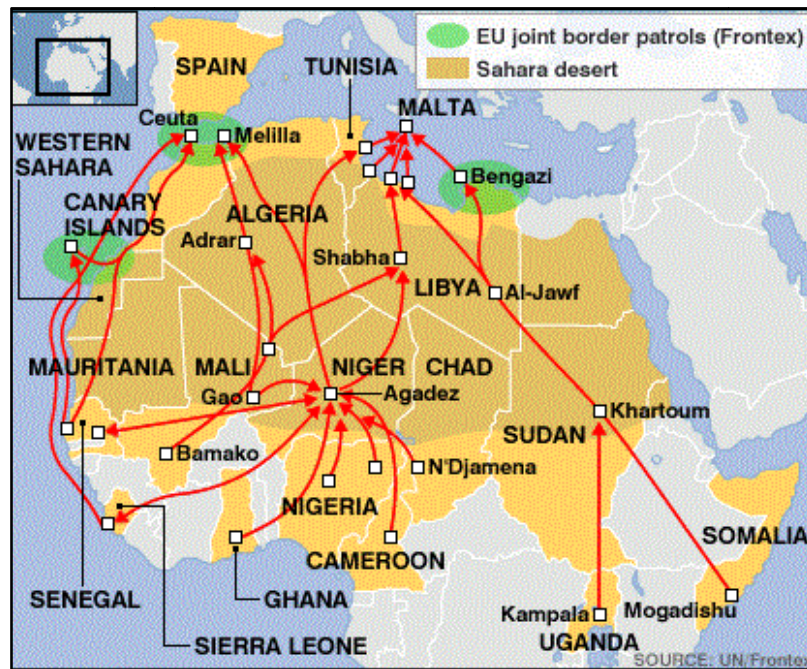 EU joint border patrols (Frontex)
Sahara desert
SPAIN
TUNISIA
MALTA
Ceuta
Melilla
WESTERN
SAHARA
Bengazi
CANARY
ISLANDS
ALGERIA
Adrar
Shabha
LIBYA
Al-Jawf
MAURITANIA
MALI
NIGER
CHAD
Gao
Agadez
Khartoum
SUDAN
Bamako
N'Djamena
NIGERIA
SOMALIA
CAMEROON
SENEGAL
GHANA
Kampala
Mogadishu
SIERRA LEONE
UGANDA
SOURCE: UN/Frontex